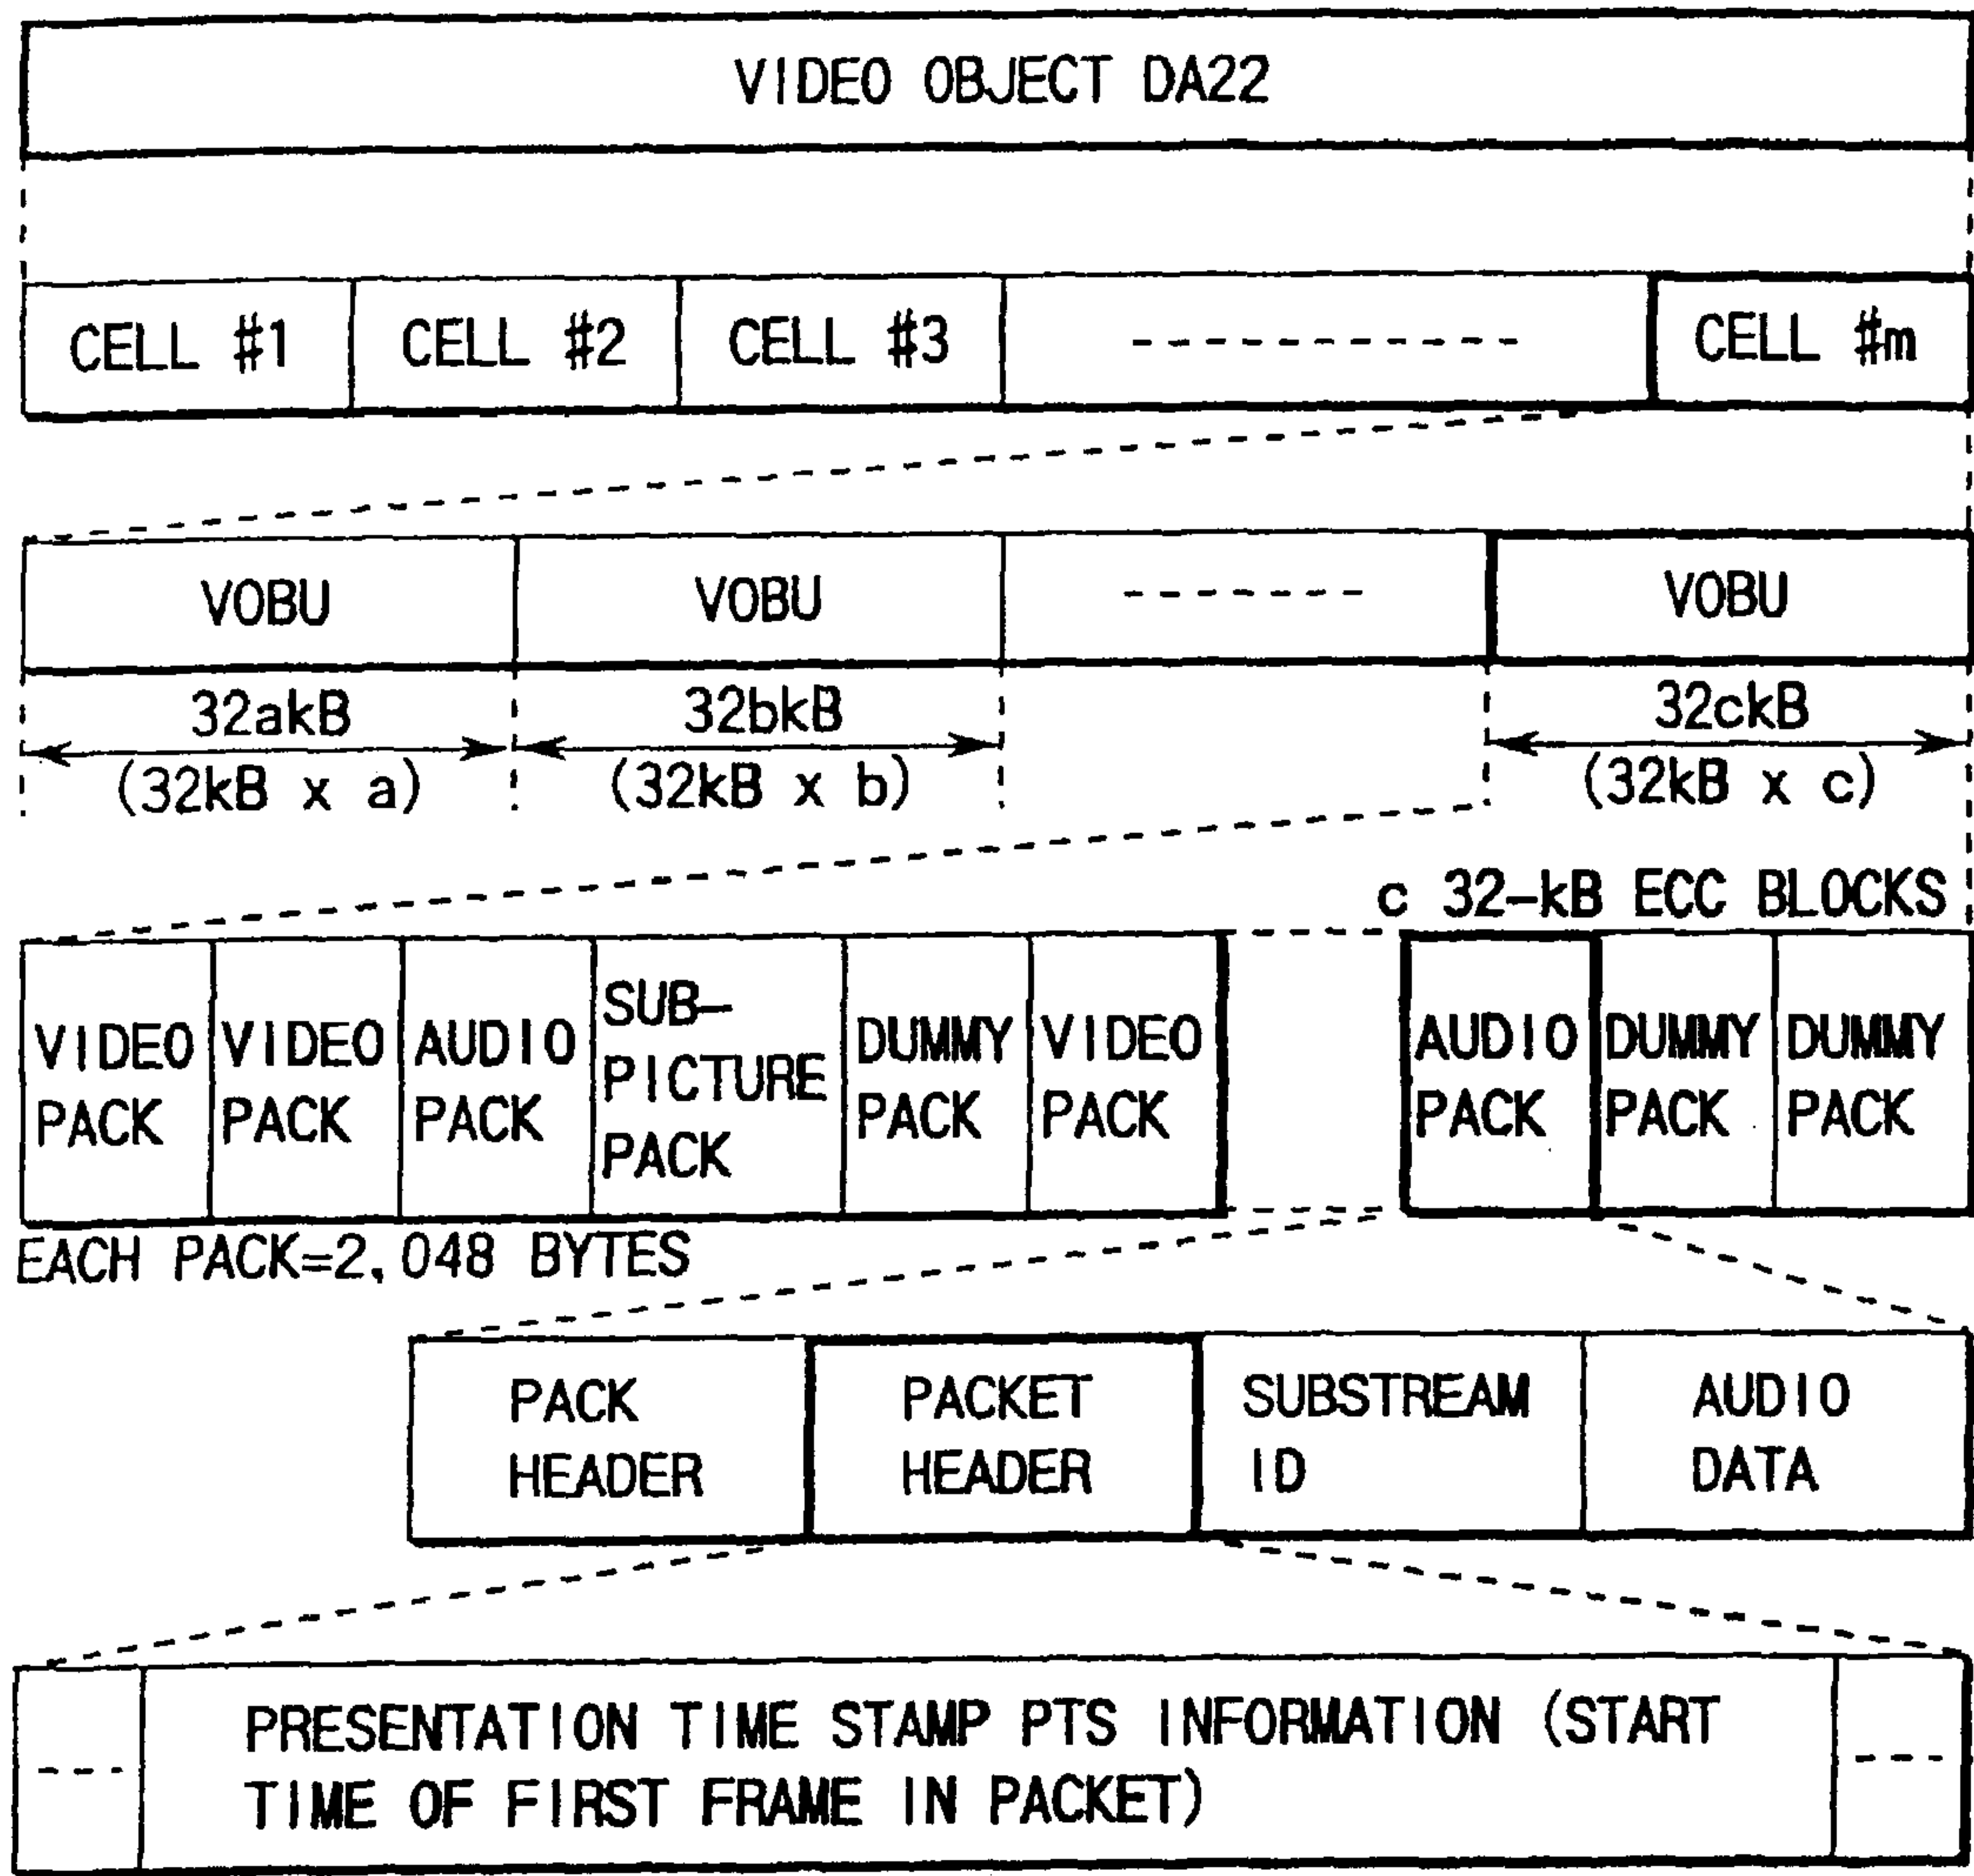 VIDEO OBJECT DA22
CELL #1 CELL #2 CELL #3 ------------ CELL #m
VOBU VOBU ------- VOBU
32akB 32bkB 32ckB
(32kB x a) (32kB x b) (32kB x c)
c 32-kB ECC BLOCKS
VIDEO
PACK
VIDEO
PACK
AUDIO
PACK
SUB-
PICTURE
PACK
DUMMY
PACK
VIDEO
PACK
AUDIO
PACK
DUMMY
PACK
DUMMY
PACK
EACH PACK=2,048 BYTES
PACK
HEADER
PACKET
HEADER
SUBSTREAM
ID
AUDIO
DATA
--- PRESENTATION TIME STAMP PTS INFORMATION (START ---
TIME OF FIRST FRAME IN PACKET)